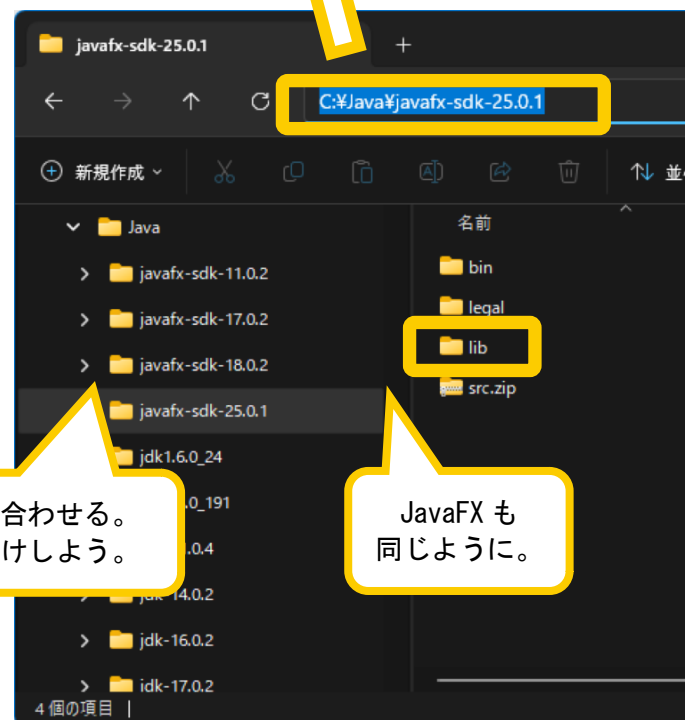 javafx-sdk-25.0.1
C:¥Java¥javafx-sdk-25.0.1
新規作成
Java
javafx-sdk-11.0.2
javafx-sdk-17.0.2
javafx-sdk-18.0.2
javafx-sdk-25.0.1
jdk1.6.0_24
.0_191
.0.4
14.0.2
jdk-16.0.2
jdk-17.0.2
名前
bin
legal
lib
src.zip
合わせる。
けしよう。
JavaFX も
同じように。
4 個の項目